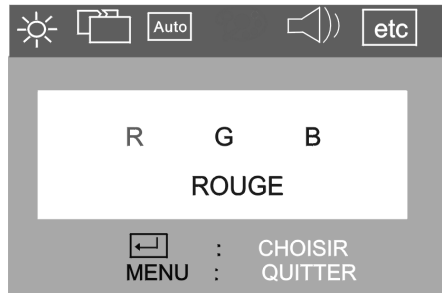 Auto etc
R G B
ROUGE
: CHOISIR
MENU : QUITTER